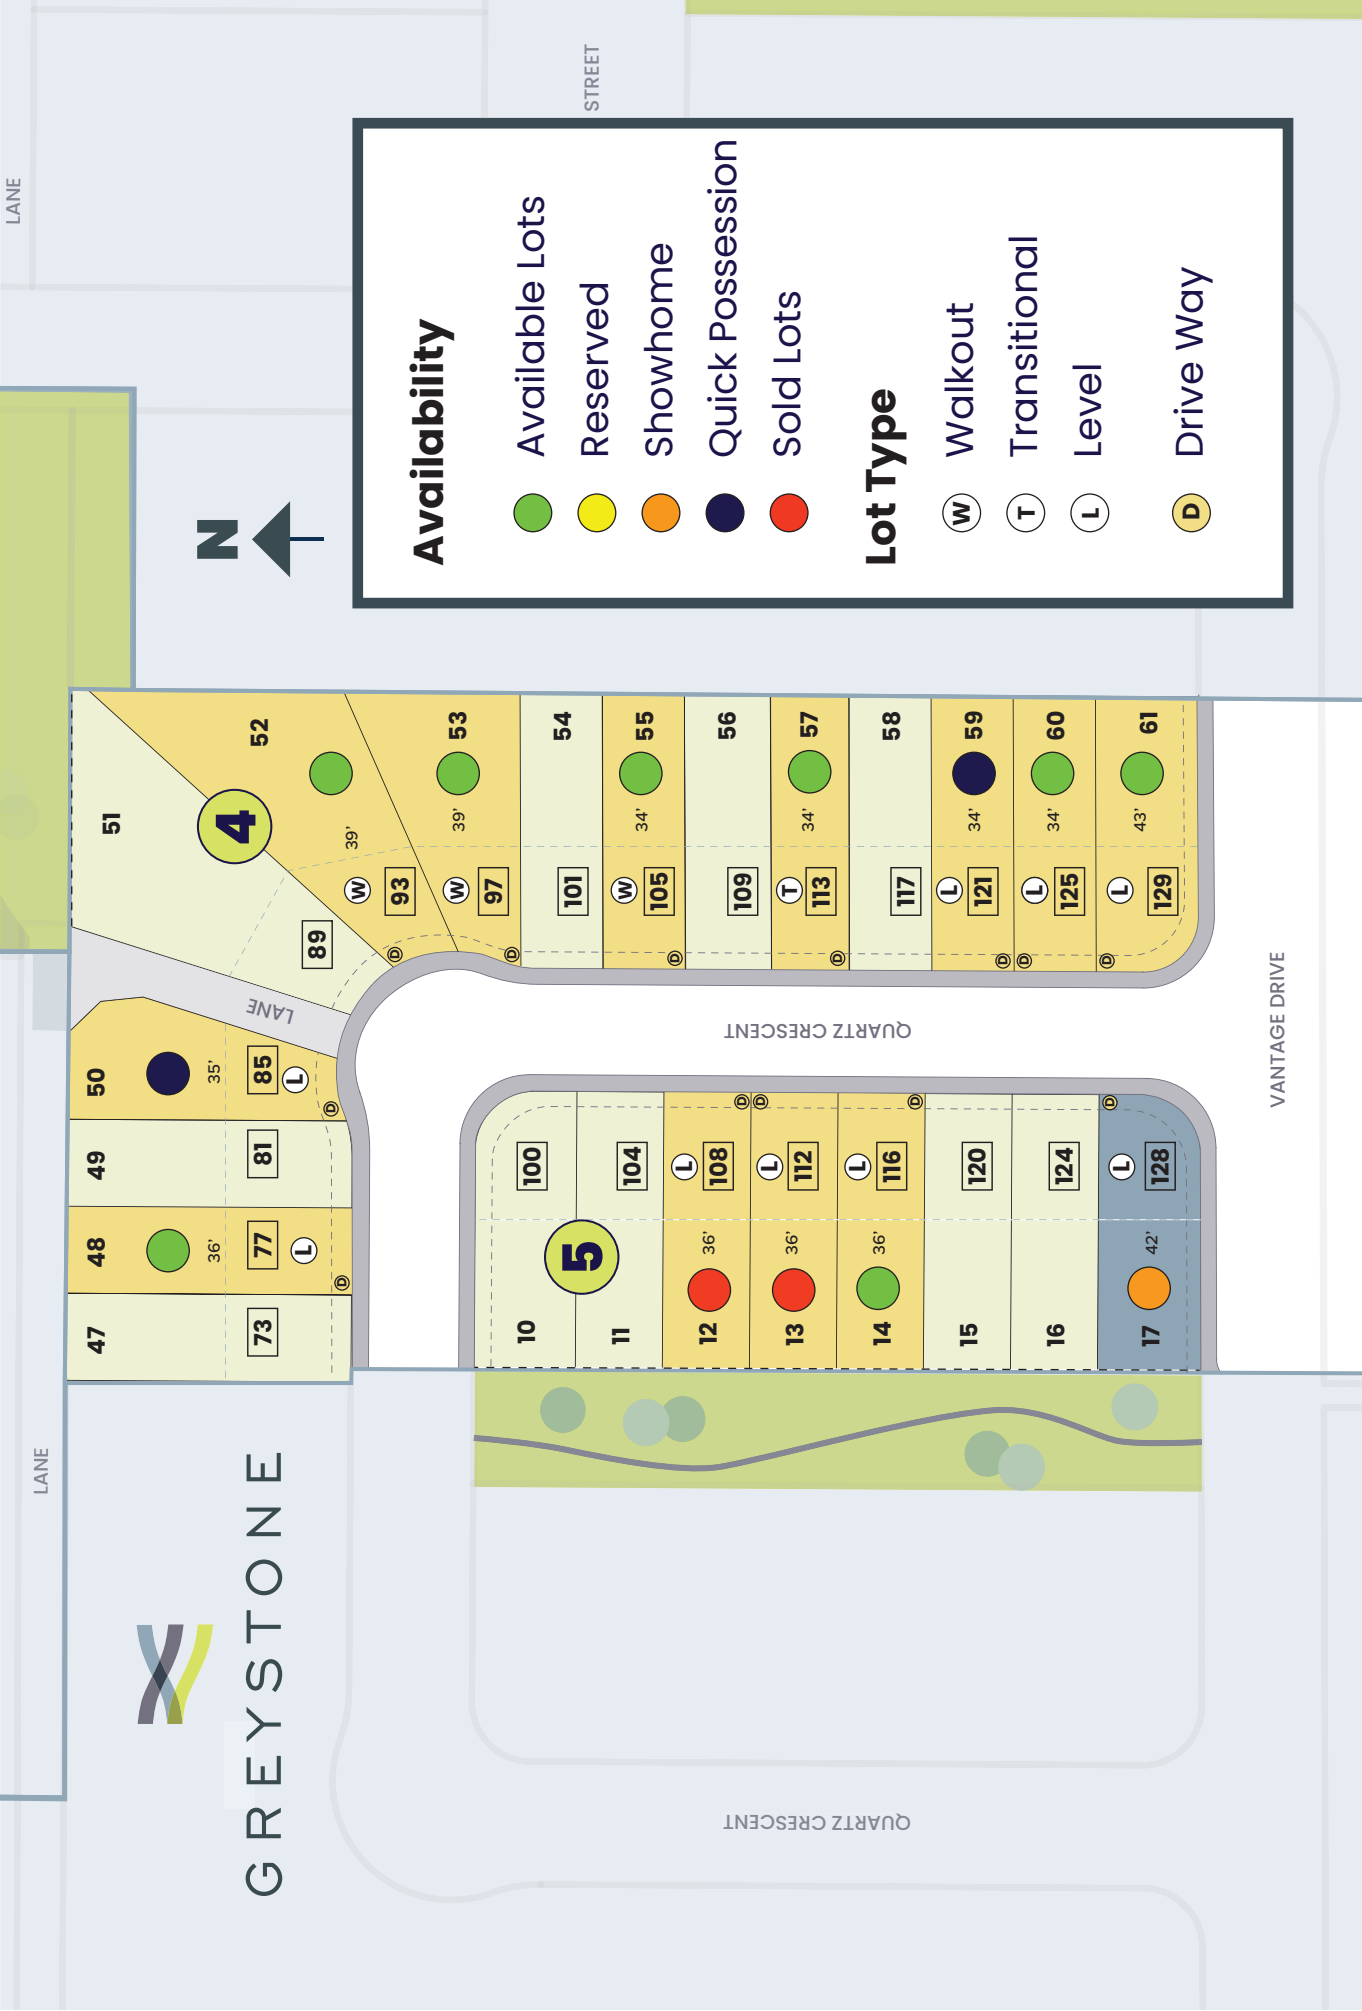 LANE
STREET
N
Availability
Available Lots
Reserved
Showhome
Quick Possession
Sold Lots
Lot Type
W Walkout
T Transitional
L Level
D Drive Way
51
4
89
52
39'
W
93
D
53
39'
W
97
D
54
101
55
34'
W
105
D
56
109
57
34'
T
113
D
58
117
59
34'
L
121
D
60
34'
L
125
D
61
43'
L
129
D
LANE
50
35'
85
L
D
49
81
48
36'
77
L
D
47
73
QUARTZ CRESCENT
VANTAGE DRIVE
100
10
5
104
11
D
L
108
36'
12
D
L
112
36'
13
D
L
116
36'
14
120
15
124
16
D
L
128
42'
17
LANE
GREYSTONE
QUARTZ CRESCENT